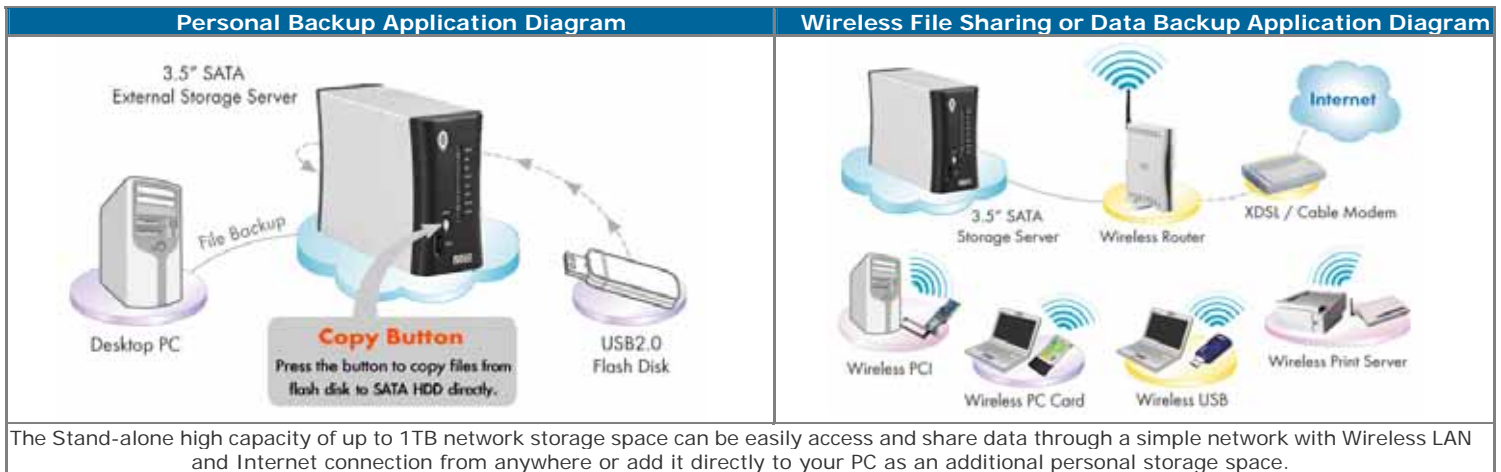 Personal Backup Application Diagram
Wireless File Sharing or Data Backup Application Diagram
3.5" SATA
External Storage Server
File Backup
Desktop PC
Copy Button
Press the button to copy files from
flash disk to SATA HDD directly.
USB2.0
Flash Disk
Internet
3.5" SATA
Storage Server
Wireless Router
XDSL / Cable Modem
Wireless PCI
Wireless PC Card
Wireless USB
Wireless Print Server
The Stand-alone high capacity of up to 1TB network storage space can be easily access and share data through a simple network with Wireless LAN
and Internet connection from anywhere or add it directly to your PC as an additional personal storage space.